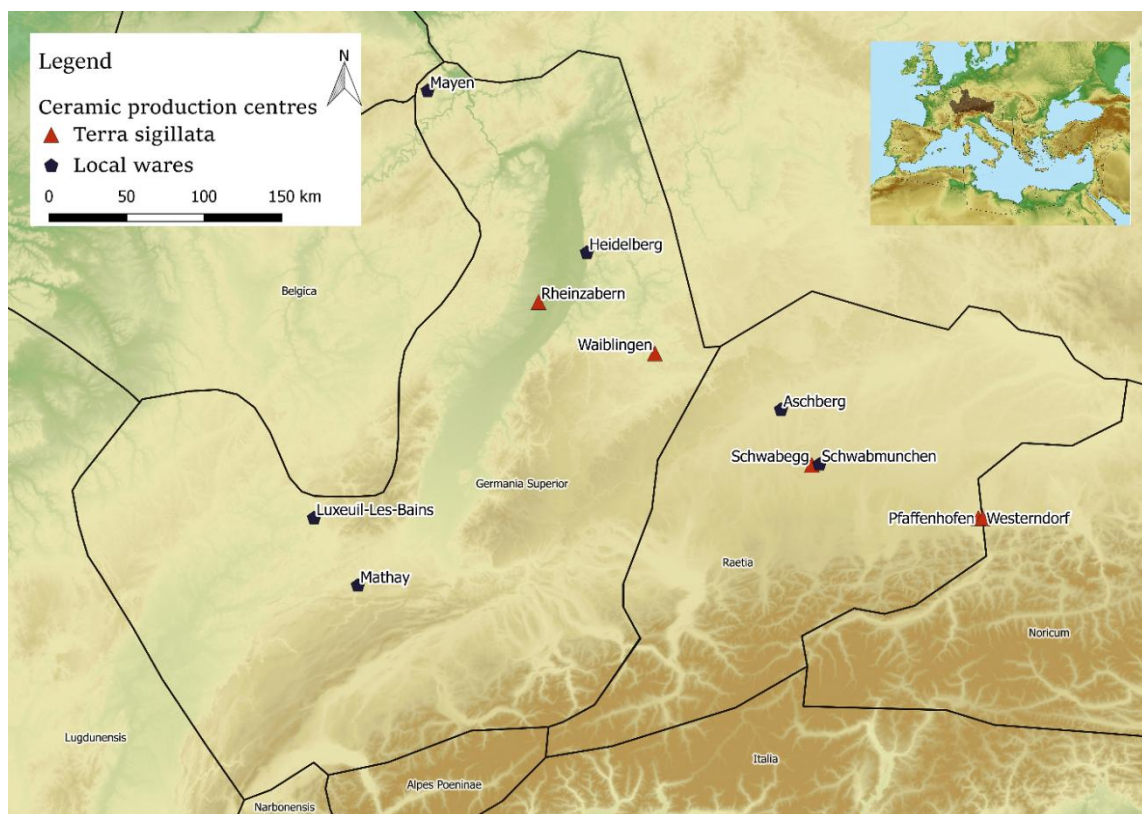 Legend
N
Ceramic production centres
Terra sigillata
Local wares
0 50 100 150 km
Mayen
Heidelberg
Belgica
Rheinzabern
Waiblingen
Aschberg
Schwabegg
Schwabmunchen
Germania Superior
Luxeuil-Les-Bains
Pfaffenhofen
Westerndorf
Raetia
Mathay
Noricum
Lugdunensis
Italia
Alpes Poeninae
Narbonensis